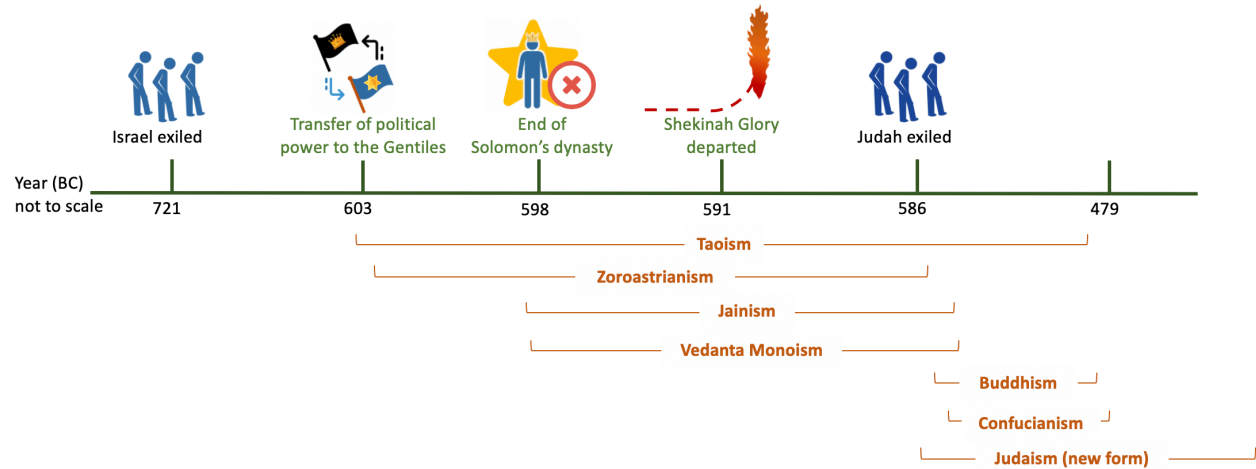 Israel exiled
Transfer of political
power to the Gentiles
End of
Solomon's dynasty
Shekinah Glory
departed
Judah exiled
Year (BC)
not to scale
721
603
598
591
586
479
Taoism
Zoroastrianism
Jainism
Vedanta Monoism
Buddhism
Confucianism
Judaism (new form)